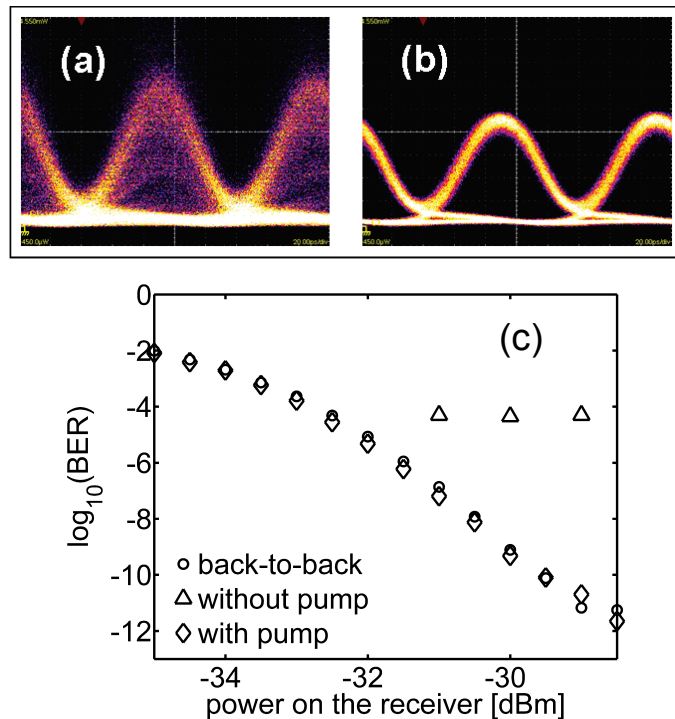 4.550mW
4.550mW
(a)
(b)
450.0µW
20.00ps/div
450.0µW
20.00ps/div
(c)
0
-2
-4
-6
-8
-10
-12
log10(BER)
back-to-back
without pump
with pump
-34
-32
-30
power on the receiver [dBm]